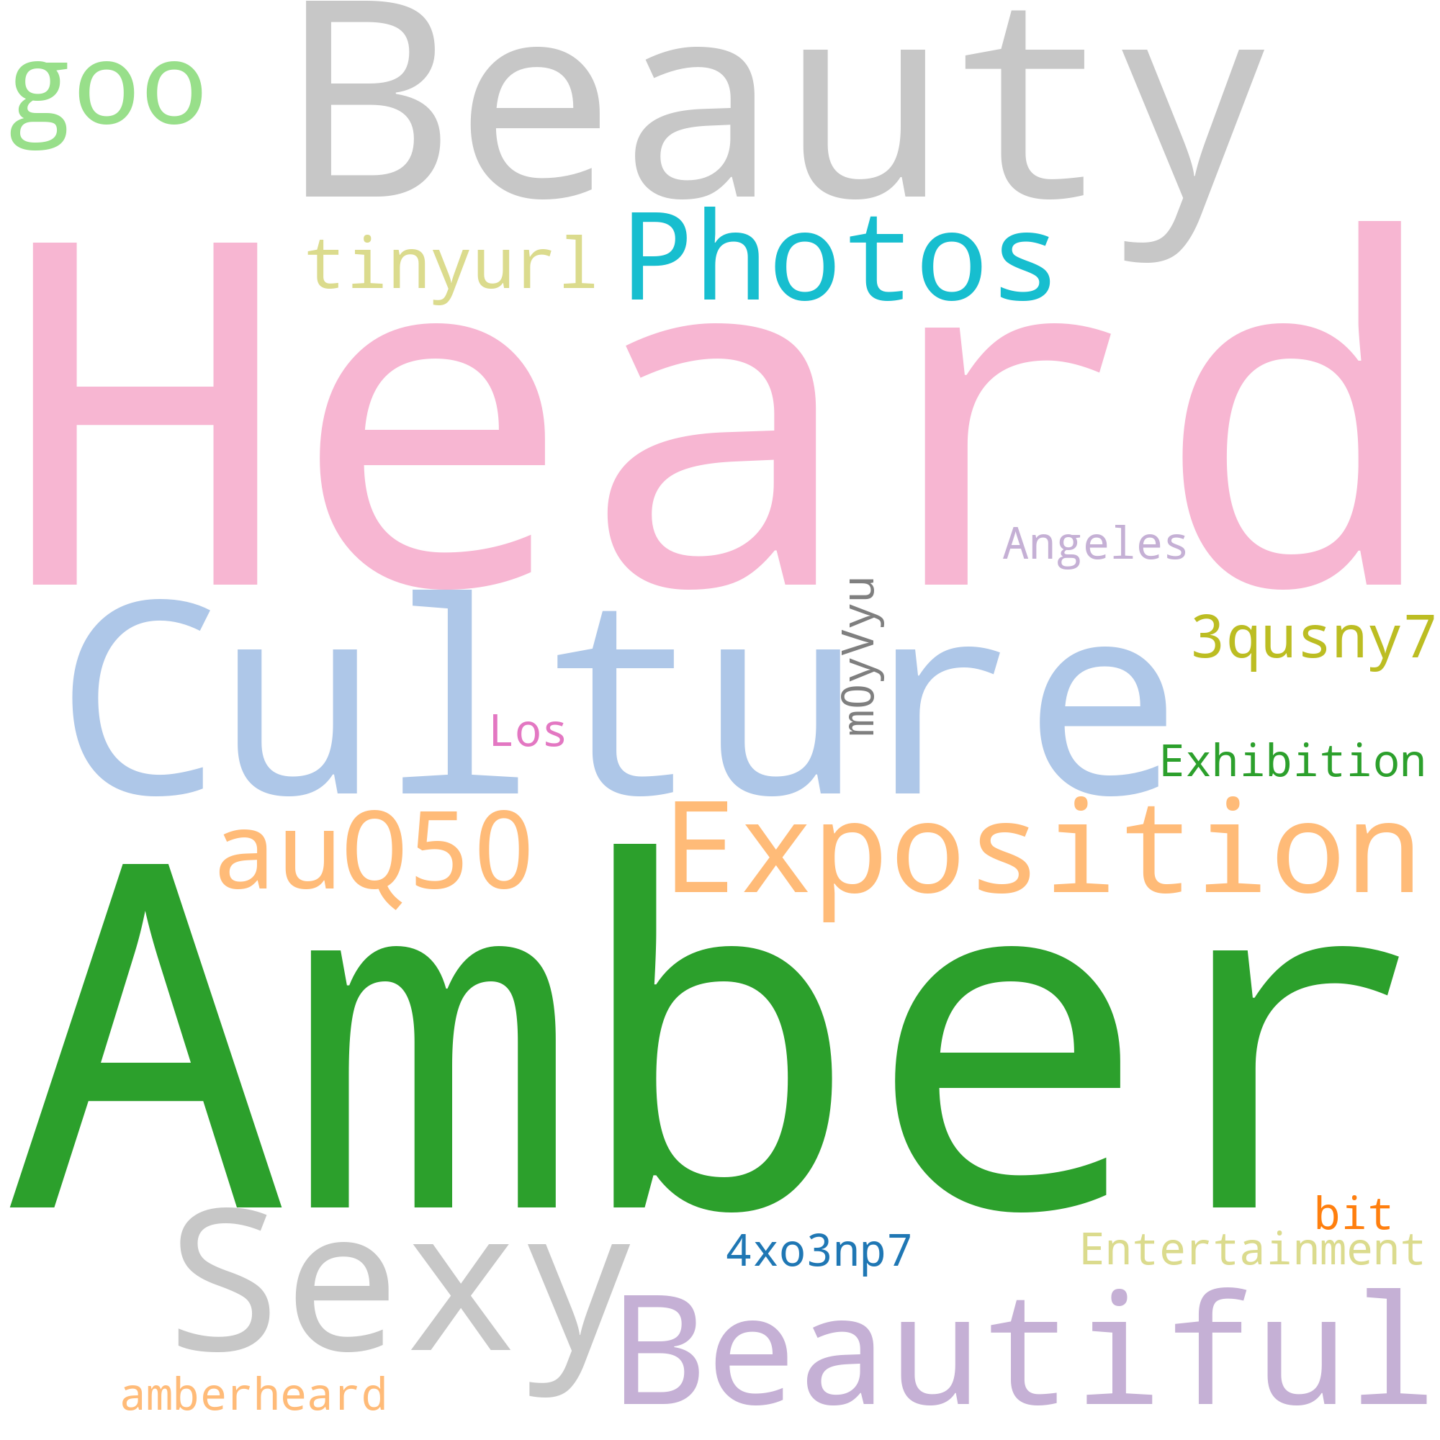 goo
Beauty
tinyurl
Photos
Heard
Angeles
Culture
m0yVyu
3qusny7
Los
Exhibition
auQ50
Exposition
Amber
bit
Sexy
4xo3np7
Entertainment
Beautiful
amberheard